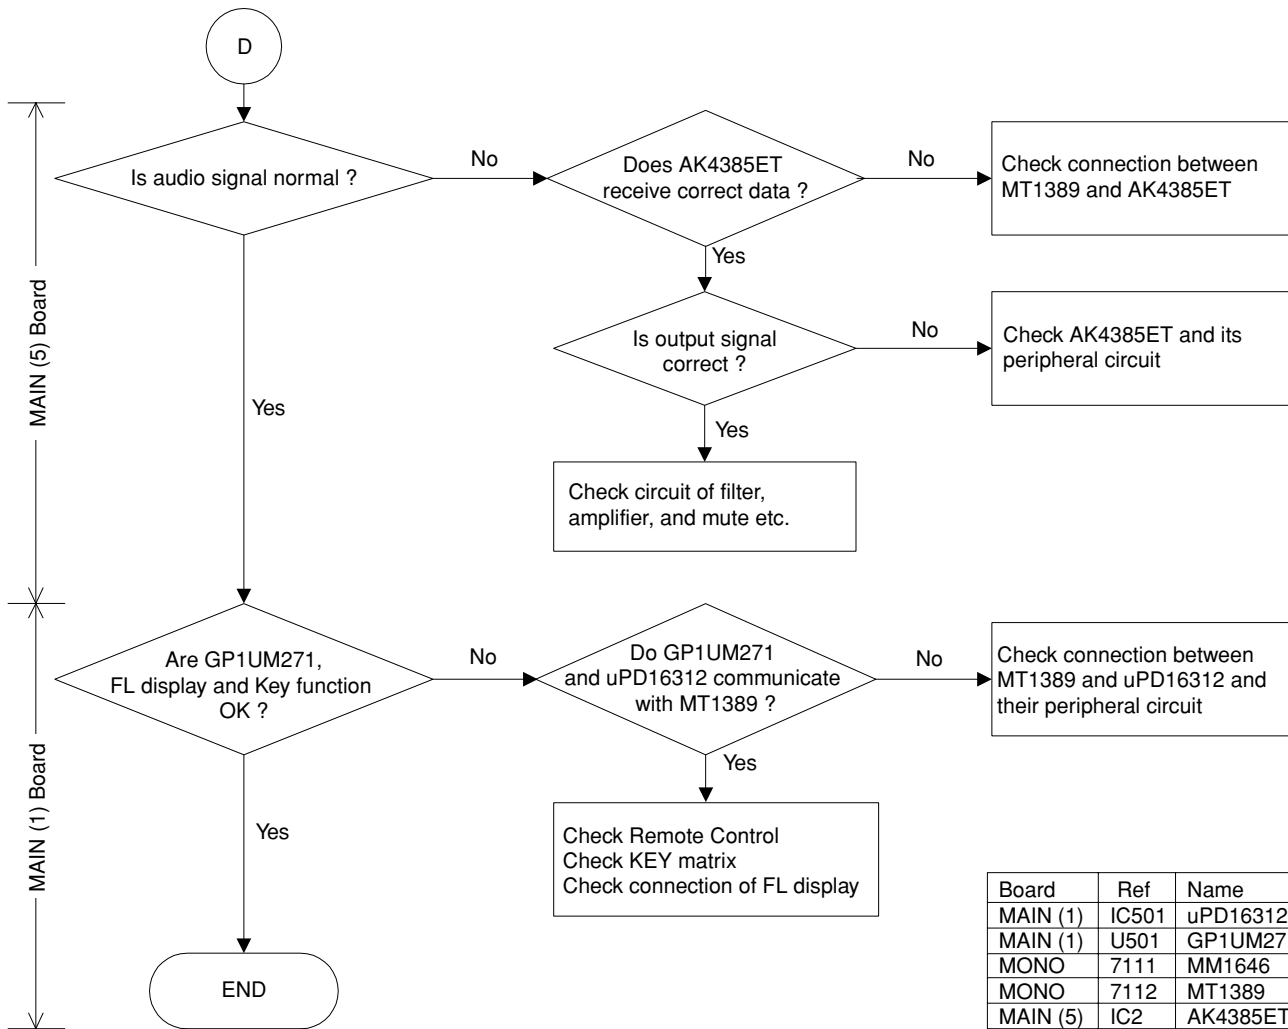 D
Is audio signal normal ?
No
Does AK4385ET
receive correct data ?
No
Check connection between
MT1389 and AK4385ET
Yes
Is output signal
correct ?
No
Check AK4385ET and its
peripheral circuit
Yes
Check circuit of filter,
amplifier, and mute etc.
Yes
MAIN (5) Board
Are GP1UM271,
FL display and Key function
OK ?
No
Do GP1UM271
and uPD16312 communicate
with MT1389 ?
No
Check connection between
MT1389 and uPD16312 and
their peripheral circuit
Yes
Check Remote Control
Check KEY matrix
Check connection of FL display
Yes
MAIN (1) Board
END
Board Ref Name
MAIN (1) IC501 uPD16312
MAIN (1) U501 GP1UM27
MONO 7111 MM1646
MONO 7112 MT1389
MAIN (5) IC2 AK4385ET